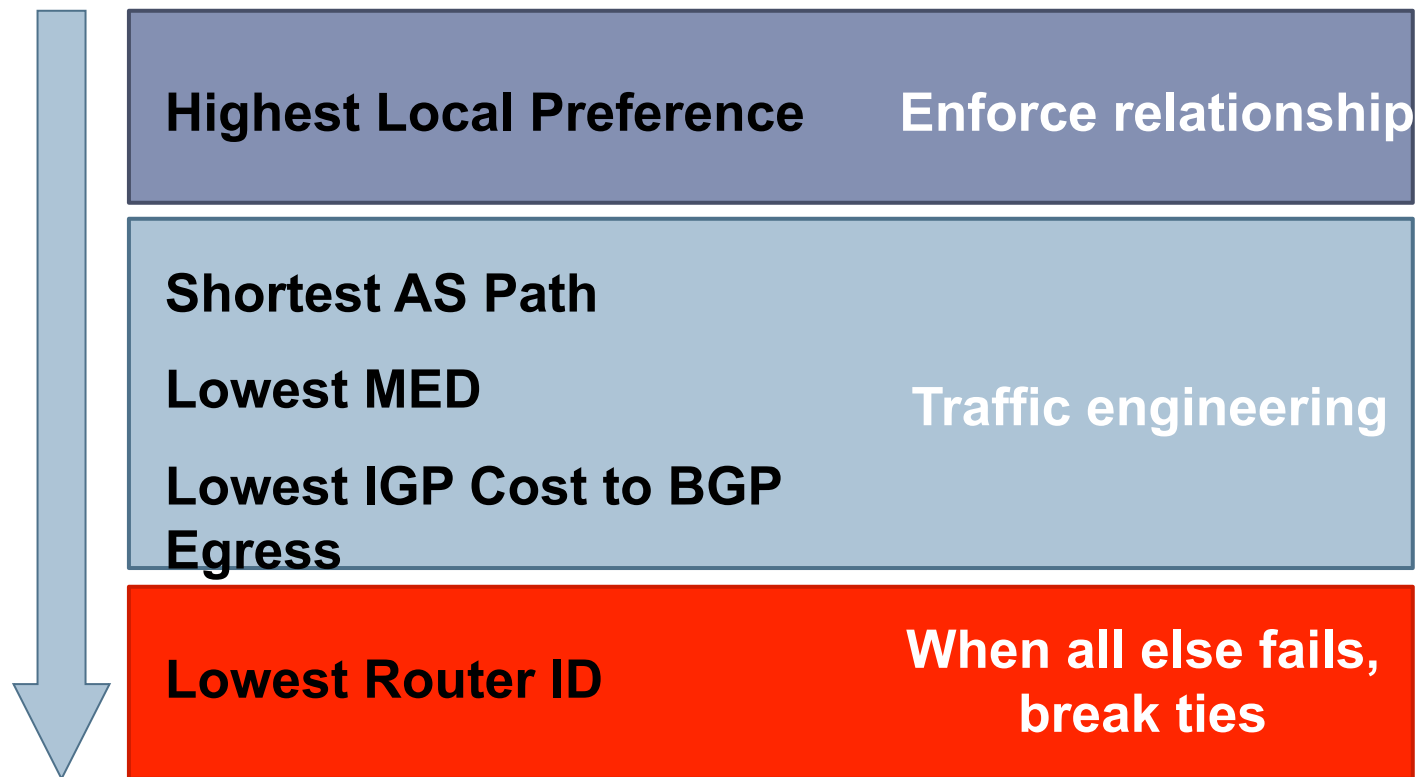 Highest Local Preference
Enforce relationship
Shortest AS Path
Lowest MED
Traffic engineering
Lowest IGP Cost to BGP
Egress
Lowest Router ID
When all else fails,
break ties